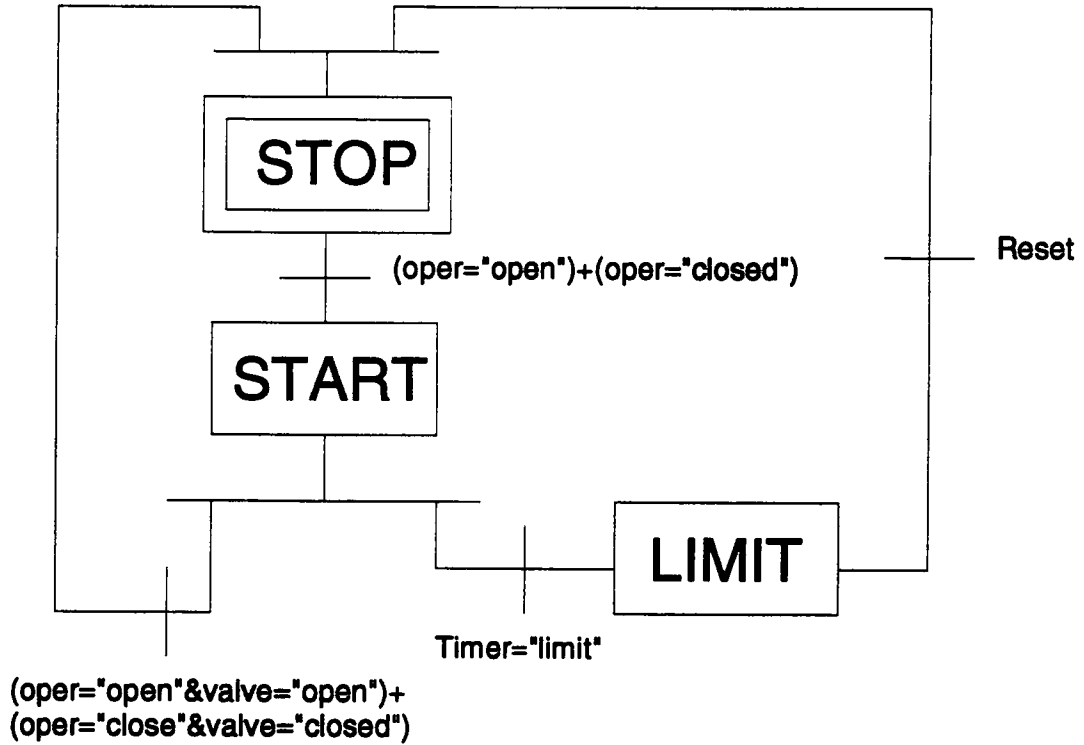 STOP
Reset
(oper="open")+(oper="closed")
START
LIMIT
Timer="limit"
(oper="open"&valve="open")+
(oper="close"&valve="closed")